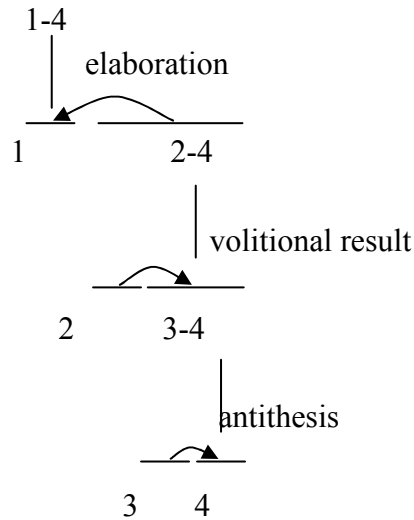 1-4
elaboration
1 2-4
volitional result
2 3-4
antithesis
3 4